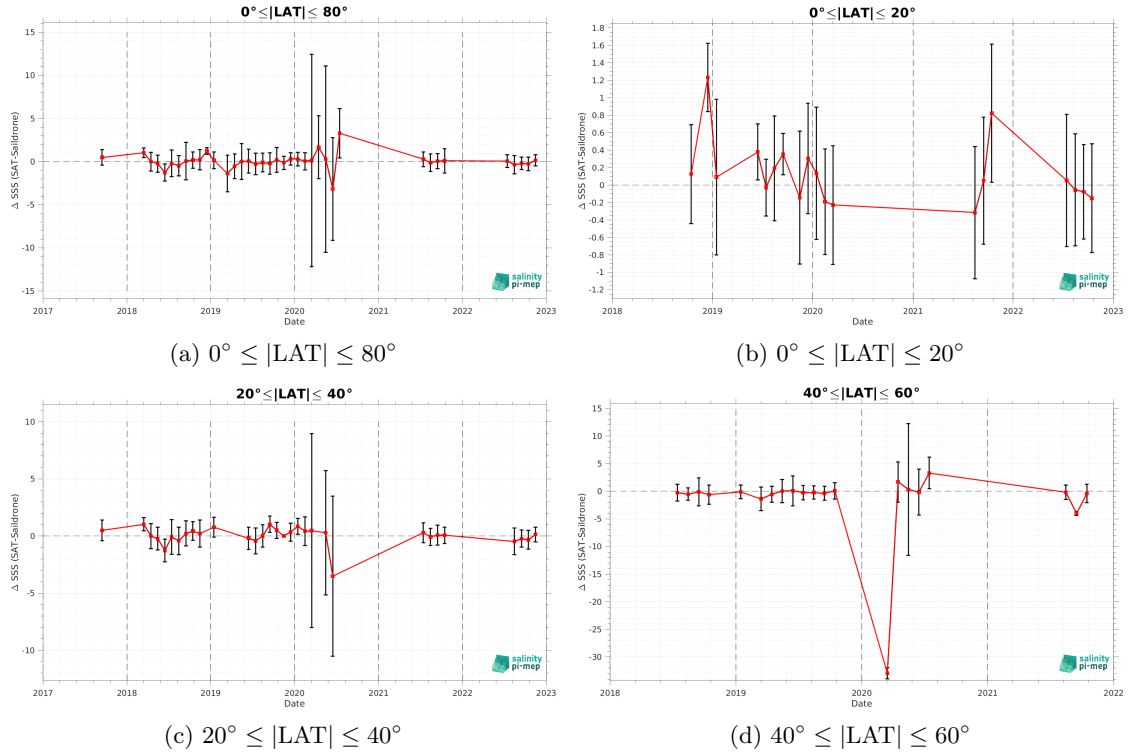 0°≤|LAT|≤ 80°
Δ SSS (SAT-Saildrone)
15
10
5
0
-5
-10
-15
2017 2018 2019 2020 2021 2022 2023
Date
salinity
pi-mep
(a) 0° ≤ |LAT| ≤ 80°
0°≤|LAT|≤ 20°
Δ SSS (SAT-Saildrone)
1.8
1.6
1.4
1.2
1
0.8
0.6
0.4
0.2
0
-0.2
-0.4
-0.6
-0.8
-1
-1.2
2018 2019 2020 2021 2022 2023
Date
salinity
pi-mep
(b) 0° ≤ |LAT| ≤ 20°
20°≤|LAT|≤ 40°
Δ SSS (SAT-Saildrone)
10
5
0
-5
-10
2017 2018 2019 2020 2021 2022 2023
Date
salinity
pi-mep
(c) 20° ≤ |LAT| ≤ 40°
40°≤|LAT|≤ 60°
Δ SSS (SAT-Saildrone)
15
10
5
0
-5
-10
-15
-20
-25
-30
2018 2019 2020 2021 2022
Date
salinity
pi-mep
(d) 40° ≤ |LAT| ≤ 60°